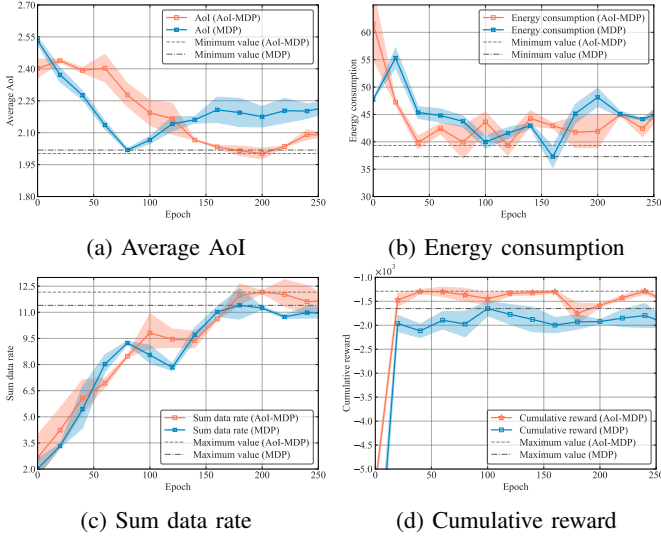 2.60
2.50
2.40
2.30
2.20
2.10
2.01
1.95
0 50 100 150 200 250
Average AoI
Epoch
AoI (AoI-MDP)
AoI (MDP)
Minimum value (AoI-MDP)
Minimum value (MDP)
(a) Average AoI
65
60
55
50
45
40
35
30
0 50 100 150 200 250
Energy consumption
Epoch
Energy consumption (AoI-MDP)
Energy consumption (MDP)
Minimum value (AoI-MDP)
Minimum value (MDP)
(b) Energy consumption
12.5
11.0
9.5
8.0
6.5
5.0
3.5
2.0
0 50 100 150 200 250
Sum data rate
Epoch
Sum data rate (AoI-MDP)
Sum data rate (MDP)
Maximum value (AoI-MDP)
Maximum value (MDP)
(c) Sum data rate
×10³
−1.0
−1.5
−2.0
−2.5
−3.0
−3.5
−4.0
−4.5
−5.0
0 50 100 150 200 250
Cumulative reward
Epoch
Cumulative reward (AoI-MDP)
Cumulative reward (MDP)
Maximum value (AoI-MDP)
Maximum value (MDP)
(d) Cumulative reward